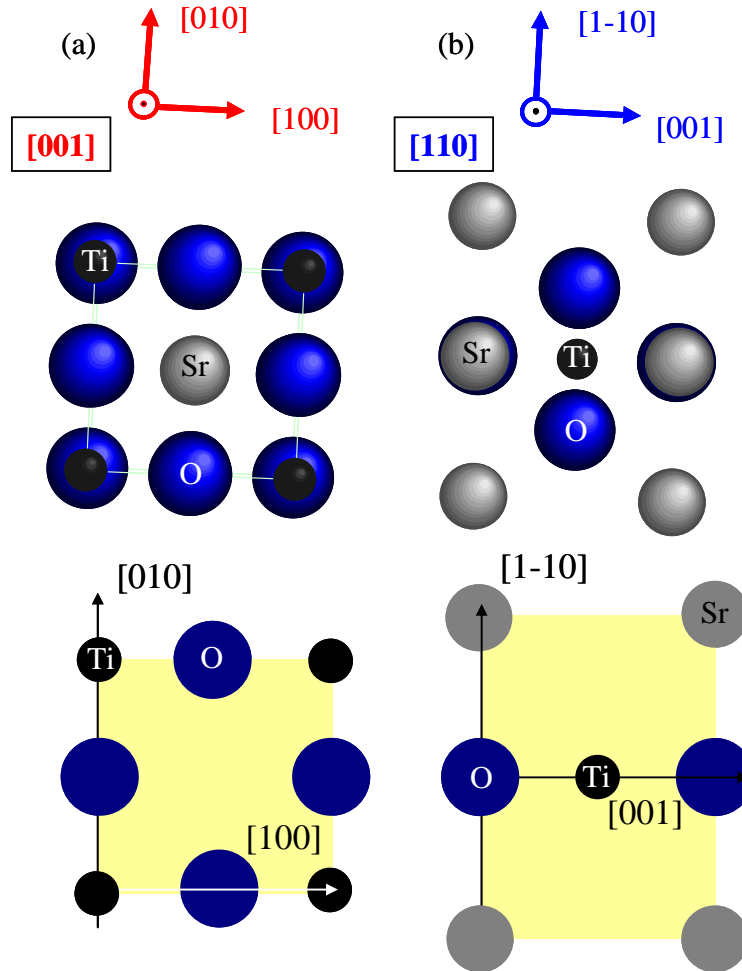 (a)
[010]
[100]
[001]
(b)
[1-10]
[001]
[110]
Ti
Sr
O
Sr
Ti
O
[010]
Ti
O
[100]
[1-10]
Sr
O
Ti
[001]